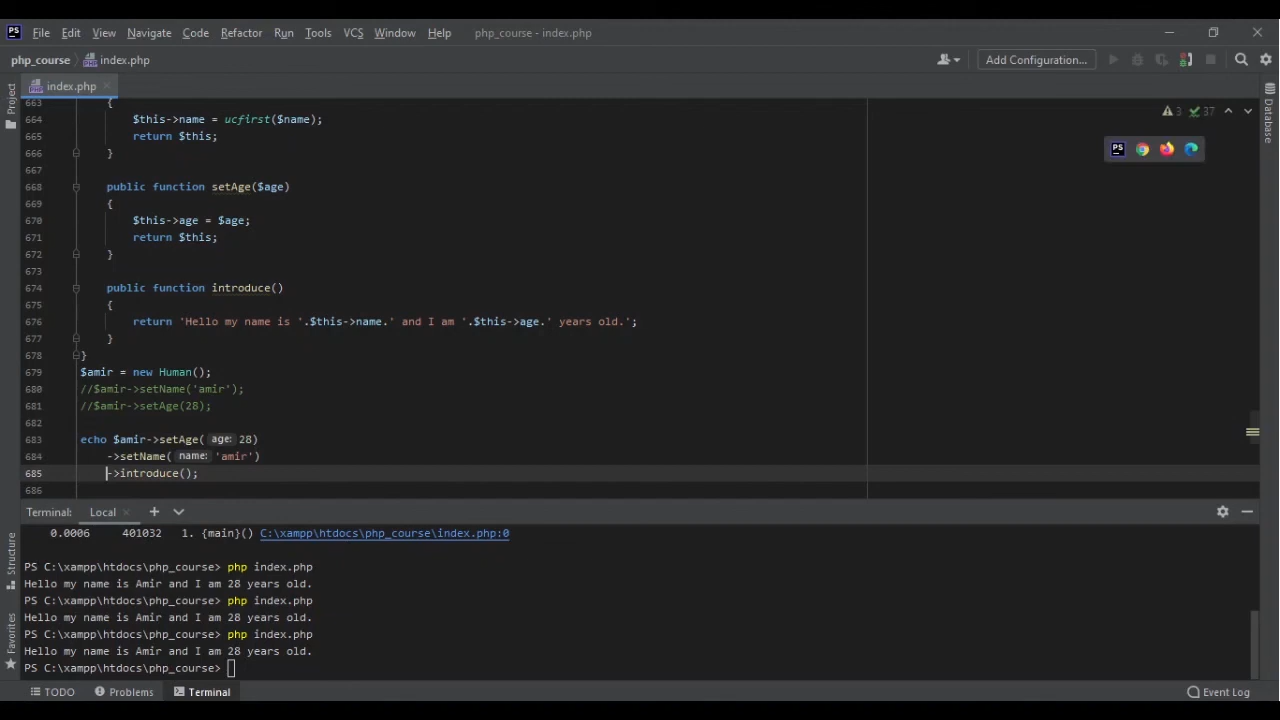 PS File Edit View Navigate Code Refactor Run Tools VCS Window Help php_course - index.php
php_course index.php Add Configuration...
Project index.php Database
663 {
664 $this->name = ucfirst($name);
665 return $this;
666 }
667
668 public function setAge($age)
669 {
670 $this->age = $age;
671 return $this;
672 }
673
674 public function introduce()
675 {
676 return 'Hello my name is '.$this->name.' and I am '.$this->age.' years old.';
677 }
678 }
679 $amir = new Human();
680 //$amir->setName('amir');
681 //$amir->setAge(28);
682
683 echo $amir->setAge( age: 28)
684 ->setName( name: 'amir')
685 ->introduce();
686
3 37
PS
Terminal: Local
0.0006 401032 1. {main}() C:\xampp\htdocs\php_course\index.php:0
PS C:\xampp\htdocs\php_course> php index.php
Hello my name is Amir and I am 28 years old.
PS C:\xampp\htdocs\php_course> php index.php
Hello my name is Amir and I am 28 years old.
PS C:\xampp\htdocs\php_course> php index.php
Hello my name is Amir and I am 28 years old.
PS C:\xampp\htdocs\php_course>
Structure
Favorites
TODO Problems Terminal Event Log